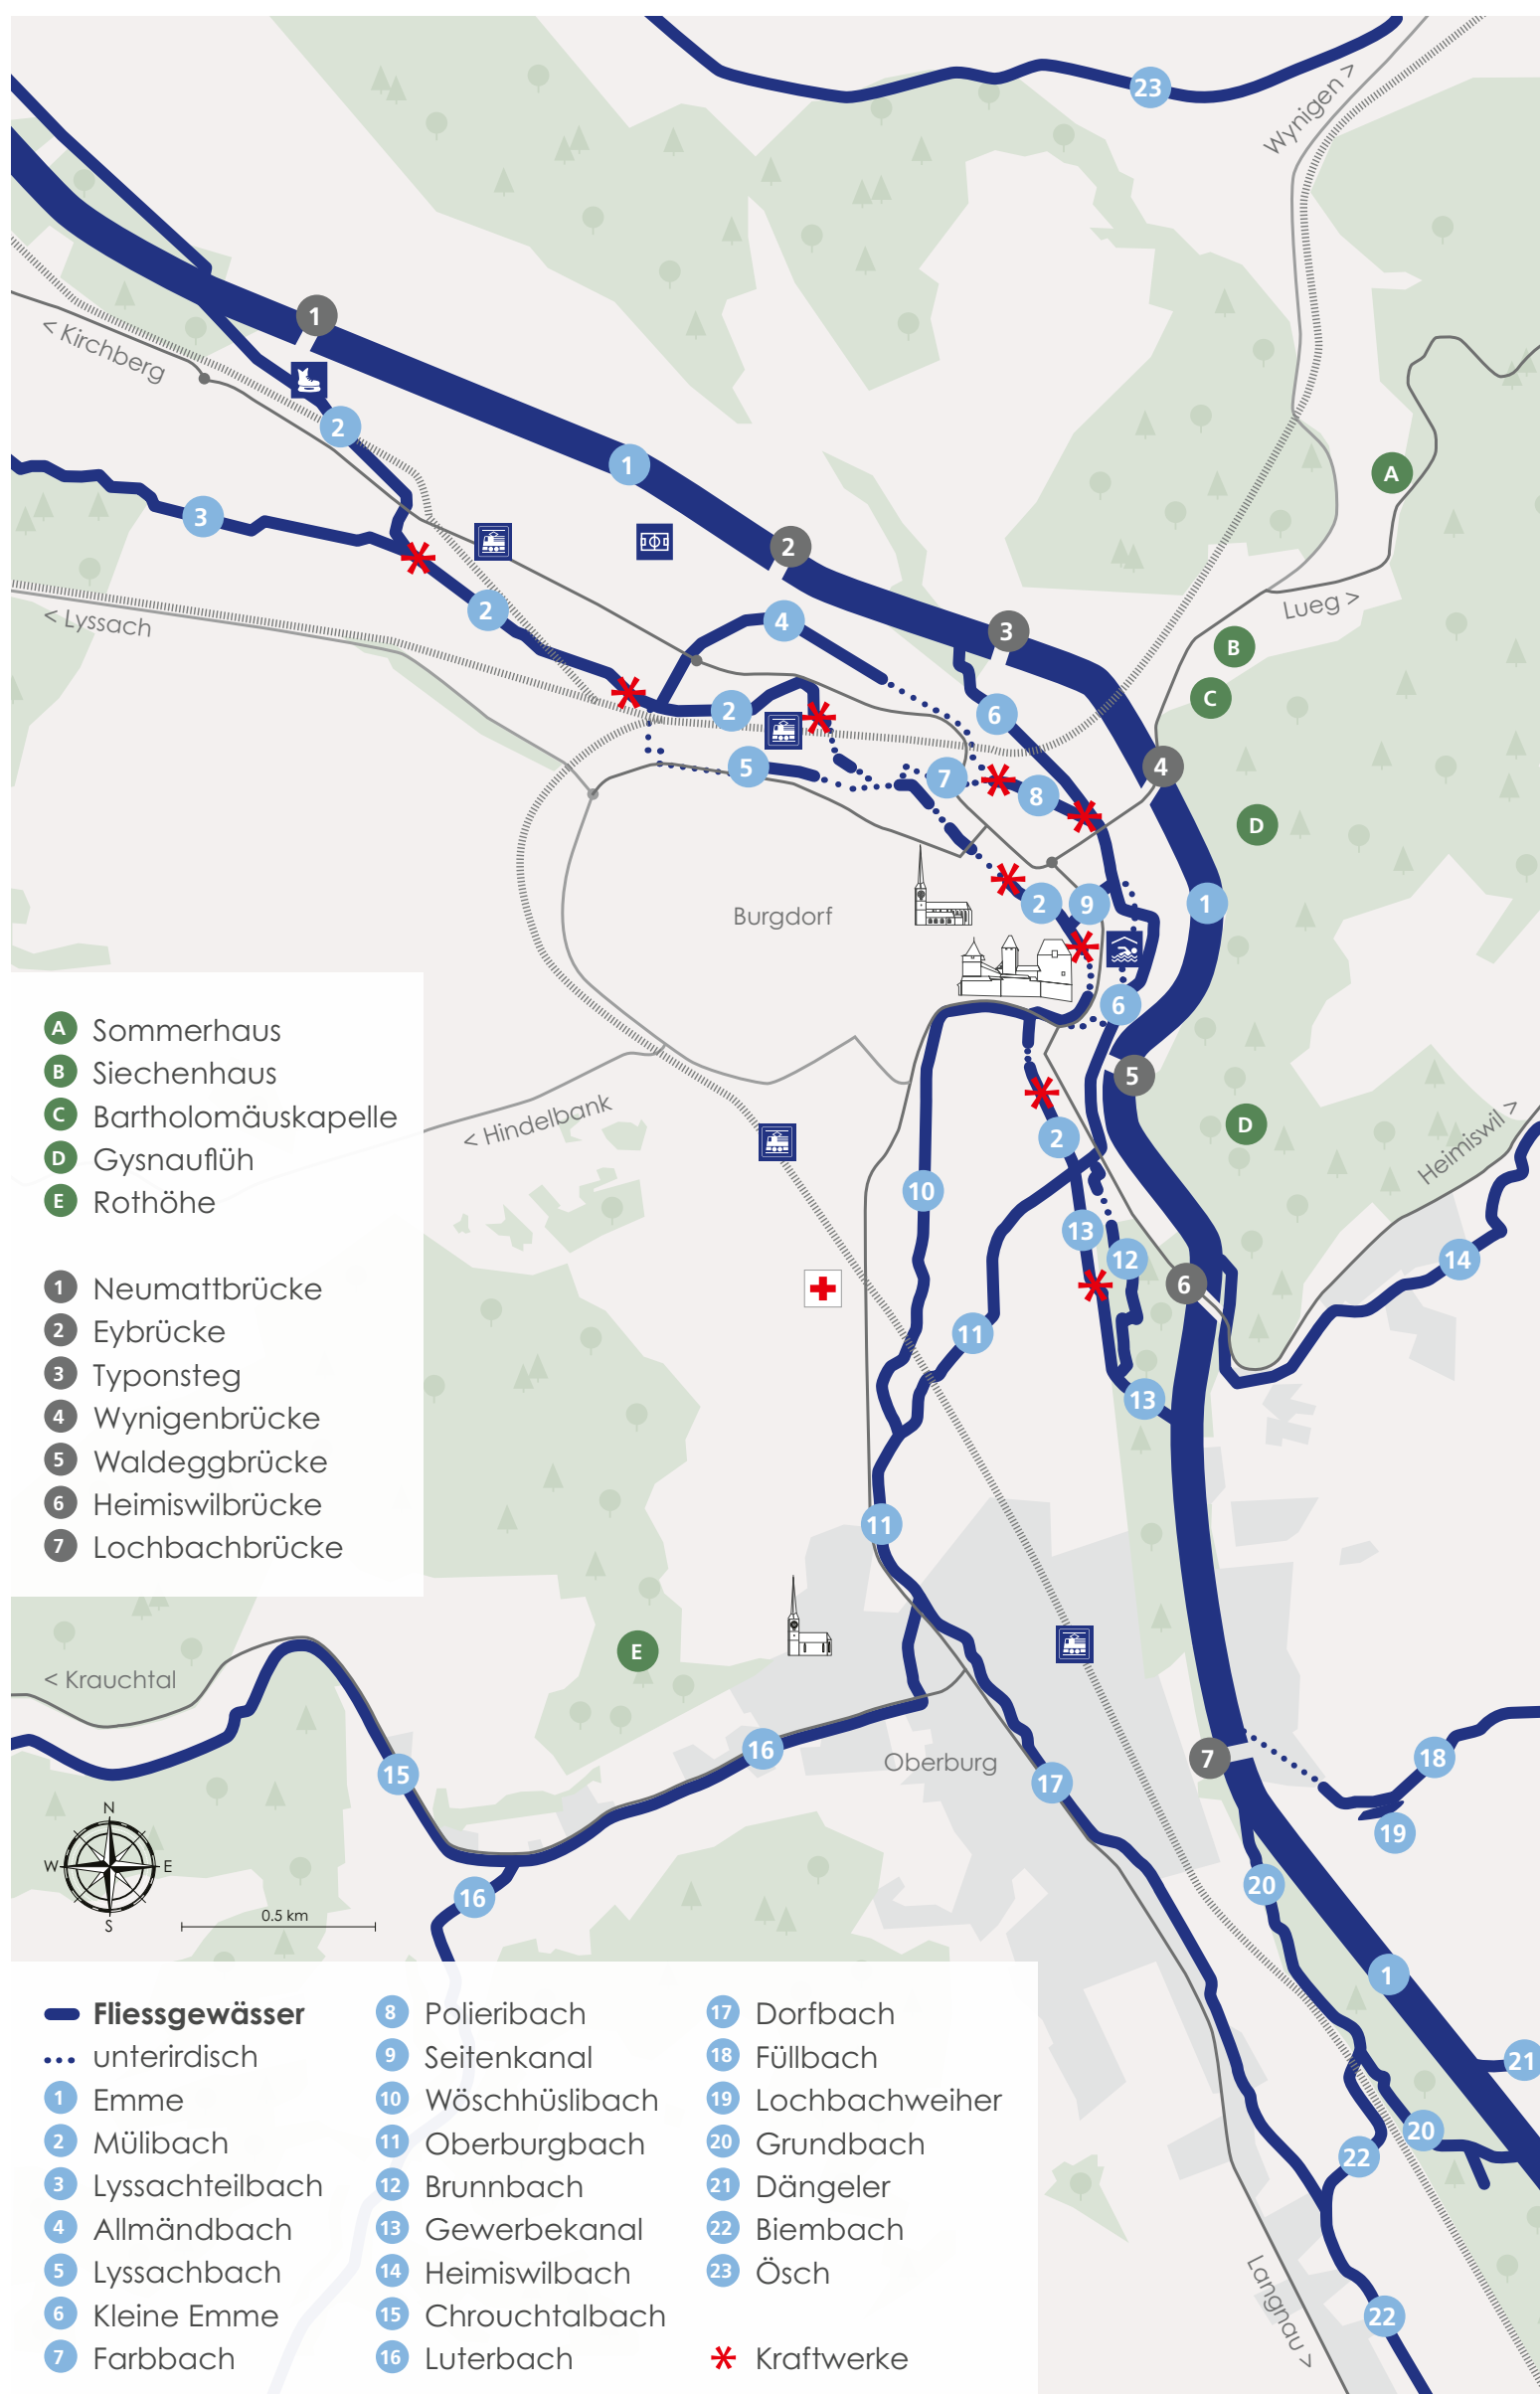 23
Wynigen >
1
< Kirchberg
2
1
A
3
2
< Lyssach
2
4
3
Lueg >
B
C
2
6
5
7
8
4
D
Burgdorf
2
9
1
6
5
D
< Hindelbank
2
Heimiswil >
10
13
12
14
6
11
13
11
A Sommerhaus
B Siechenhaus
C Bartholomäuskapelle
D Gysnauflüh
E Rothöhe
1 Neumattbrücke
2 Eybrücke
3 Typonsteg
4 Wynigenbrücke
5 Waldeggbrücke
6 Heimiswilbrücke
7 Lochbachbrücke
E
< Krauchtal
16
Oberburg
7
18
15
17
19
N
W E
S
0.5 km
16
20
1
21
20
22
22
Langnau >
Fliessgewässer
unterirdisch
1 Emme
2 Mülibach
3 Lyssachteilbach
4 Allmändbach
5 Lyssachbach
6 Kleine Emme
7 Farbbach
8 Polieribach
9 Seitenkanal
10 Wöschhüslibach
11 Oberburgbach
12 Brunnbach
13 Gewerbekanal
14 Heimiswilbach
15 Chrouchtalbach
16 Luterbach
17 Dorfbach
18 Füllbach
19 Lochbachweiher
20 Grundbach
21 Dängeler
22 Biembach
23 Ösch
Kraftwerke